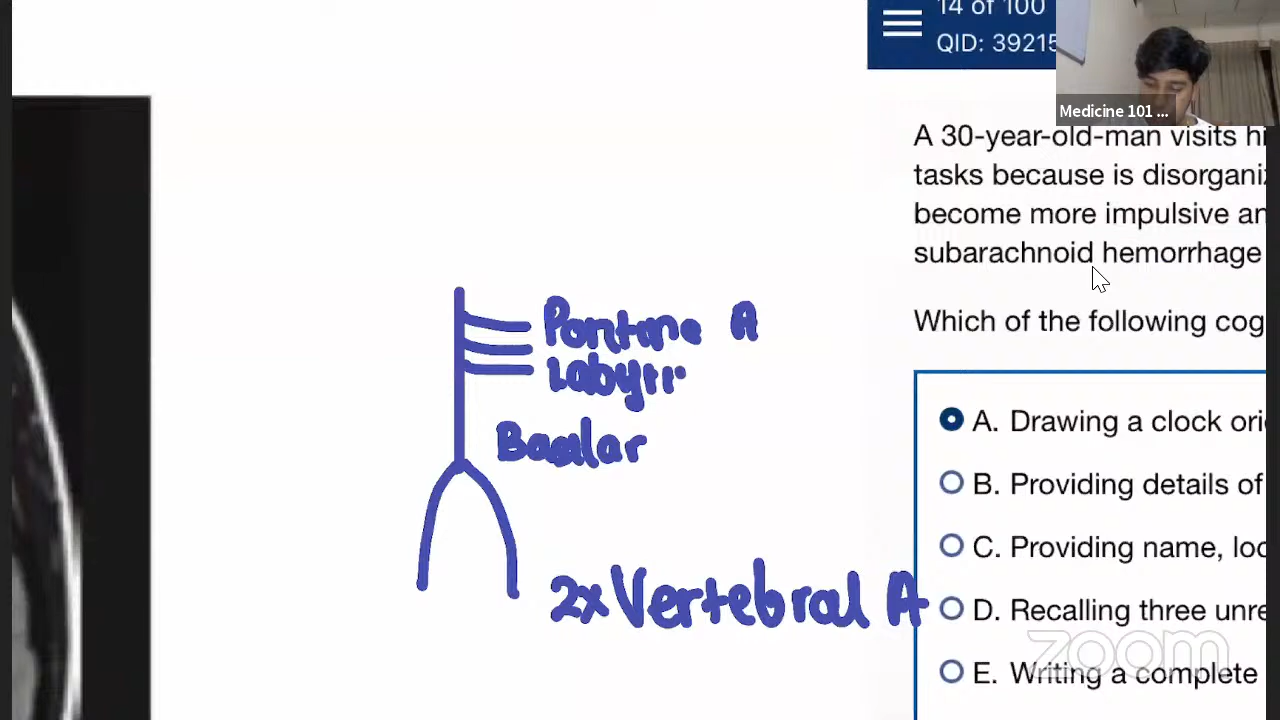 14 of 100
QID: 39215
Medicine 101 ...
A 30-year-old-man visits hi
tasks because is disorganiz
become more impulsive an
subarachnoid hemorrhage
Which of the following cog
A. Drawing a clock ori
B. Providing details of
C. Providing name, loc
D. Recalling three unre
E. Writing a complete
Pontine A
Labyri
Basilar
2x Vertebral A
zoom